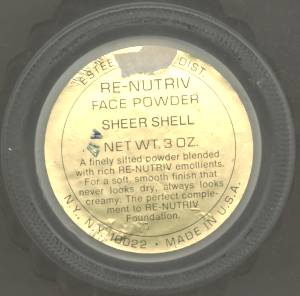 ESTEE DIST.
RE-NUTRIV
FACE POWDER
SHEER SHELL
NET WT. 3 OZ.
A finely sifted powder blended
with rich RE-NUTRIV emollients.
For a soft, smooth finish that
never looks dry, always looks
creamy. The perfect comple-
ment to RE-NUTRIV
Foundation.
N.Y., N.Y. 10022 • MADE IN U.S.A.